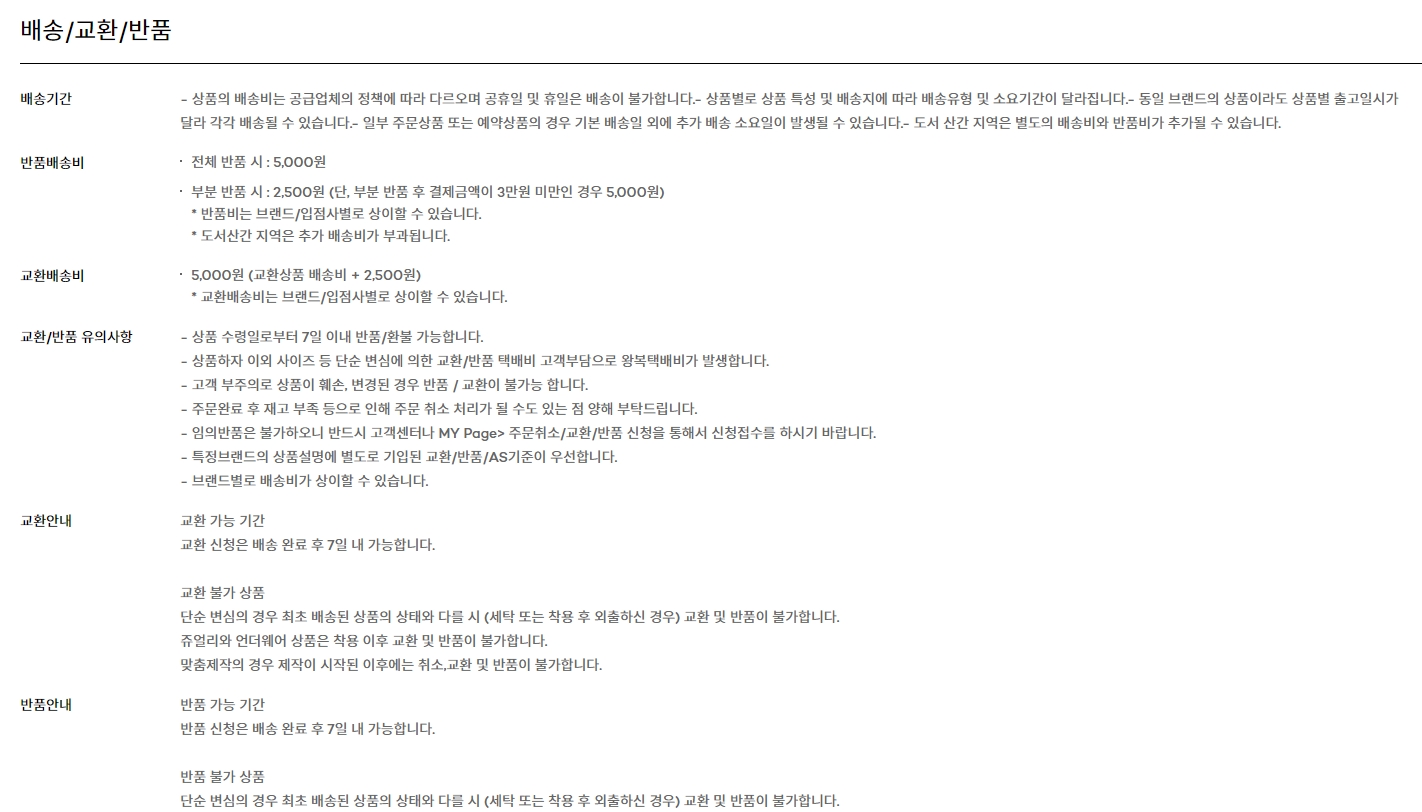 배송/교환/반품
배송기간
- 상품의 배송비는 공급업체의 정책에 따라 다르오며 공휴일 및 휴일은 배송이 불가합니다.- 상품별로 상품 특성 및 배송지에 따라 배송유형 및 소요기간이 달라집니다.- 동일 브랜드의 상품이라도 상품별 출고일시가
달라 각각 배송될 수 있습니다.- 일부 주문상품 또는 예약상품의 경우 기본 배송일 외에 추가 배송 소요일이 발생될 수 있습니다.- 도서 산간 지역은 별도의 배송비와 반품비가 추가될 수 있습니다.
반품배송비
· 전체 반품 시 : 5,000원
· 부분 반품 시 : 2,500원 (단, 부분 반품 후 결제금액이 3만원 미만인 경우 5,000원)
* 반품비는 브랜드/입점사별로 상이할 수 있습니다.
* 도서산간 지역은 추가 배송비가 부과됩니다.
교환배송비
· 5,000원 (교환상품 배송비 + 2,500원)
* 교환배송비는 브랜드/입점사별로 상이할 수 있습니다.
교환/반품 유의사항
- 상품 수령일로부터 7일 이내 반품/환불 가능합니다.
- 상품하자 이외 사이즈 등 단순 변심에 의한 교환/반품 택배비 고객부담으로 왕복택배비가 발생합니다.
- 고객 부주의로 상품이 훼손, 변경된 경우 반품 / 교환이 불가능 합니다.
- 주문완료 후 재고 부족 등으로 인해 주문 취소 처리가 될 수도 있는 점 양해 부탁드립니다.
- 임의반품은 불가하오니 반드시 고객센터나 MY Page> 주문취소/교환/반품 신청을 통해서 신청접수를 하시기 바랍니다.
- 특정브랜드의 상품설명에 별도로 기입된 교환/반품/AS기준이 우선합니다.
- 브랜드별로 배송비가 상이할 수 있습니다.
교환안내
교환 가능 기간
교환 신청은 배송 완료 후 7일 내 가능합니다.
교환 불가 상품
단순 변심의 경우 최초 배송된 상품의 상태와 다를 시 (세탁 또는 착용 후 외출하신 경우) 교환 및 반품이 불가합니다.
쥬얼리와 언더웨어 상품은 착용 이후 교환 및 반품이 불가합니다.
맞춤제작의 경우 제작이 시작된 이후에는 취소,교환 및 반품이 불가합니다.
반품안내
반품 가능 기간
반품 신청은 배송 완료 후 7일 내 가능합니다.
반품 불가 상품
단순 변심의 경우 최초 배송된 상품의 상태와 다를 시 (세탁 또는 착용 후 외출하신 경우) 교환 및 반품이 불가합니다.